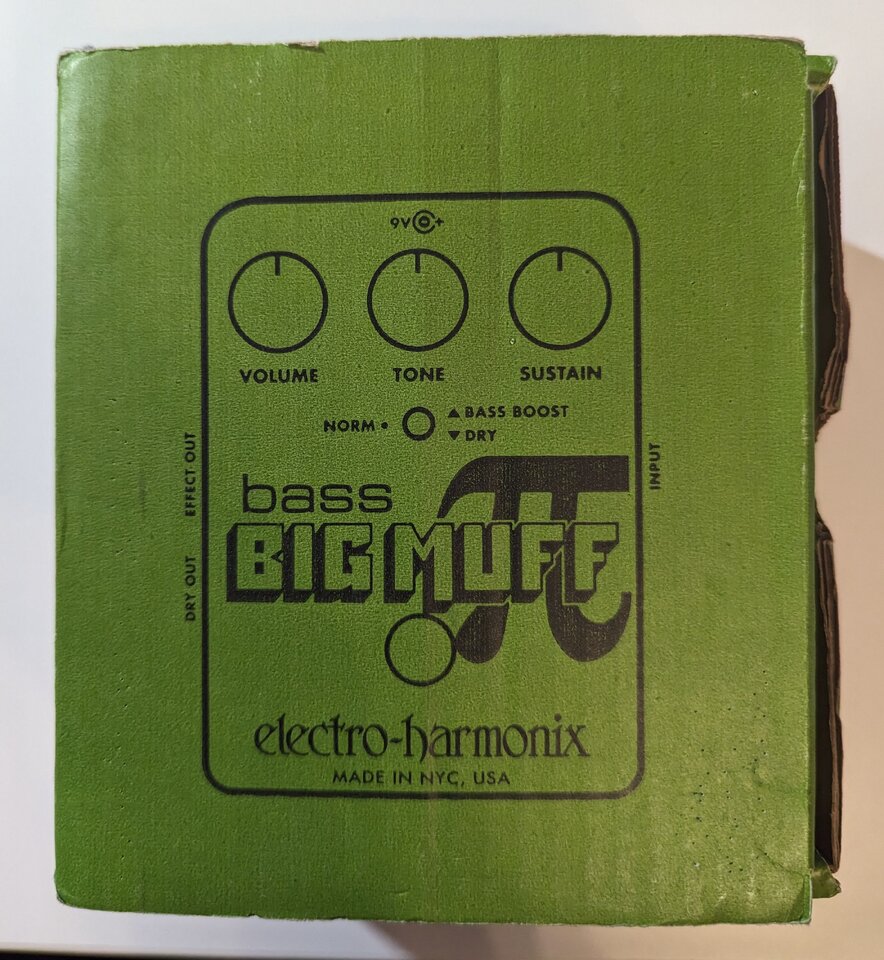 9V +
VOLUME TONE SUSTAIN
NORM • ▲ BASS BOOST
▼ DRY
EFFECT OUT
DRY OUT
INPUT
bass
BIG MUFF π
electro-harmonix
MADE IN NYC, USA